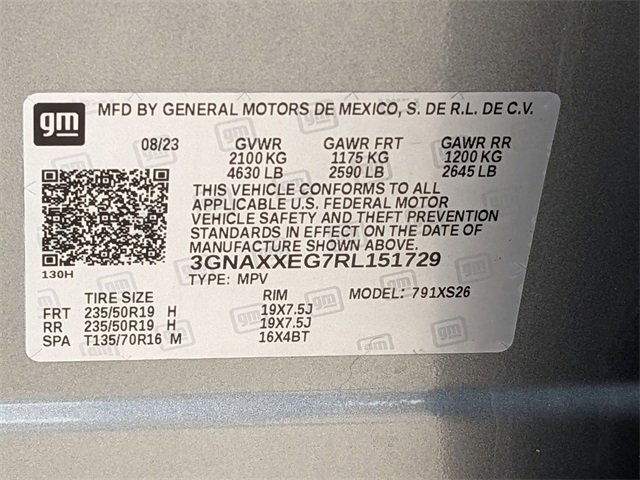 gm MFD BY GENERAL MOTORS DE MEXICO, S. DE R.L. DE C.V.
08/23 GVWR GAWR FRT GAWR RR
2100 KG 1175 KG 1200 KG
4630 LB 2590 LB 2645 LB
THIS VEHICLE CONFORMS TO ALL
APPLICABLE U.S. FEDERAL MOTOR
VEHICLE SAFETY AND THEFT PREVENTION
STANDARDS IN EFFECT ON THE DATE OF
MANUFACTURE SHOWN ABOVE.
130H 3GNAXXEG7RL151729
TYPE: MPV MODEL: 791XS26
TIRE SIZE RIM
FRT 235/50R19 H 19X7.5J
RR 235/50R19 H 19X7.5J
SPA T135/70R16 M 16X4BT